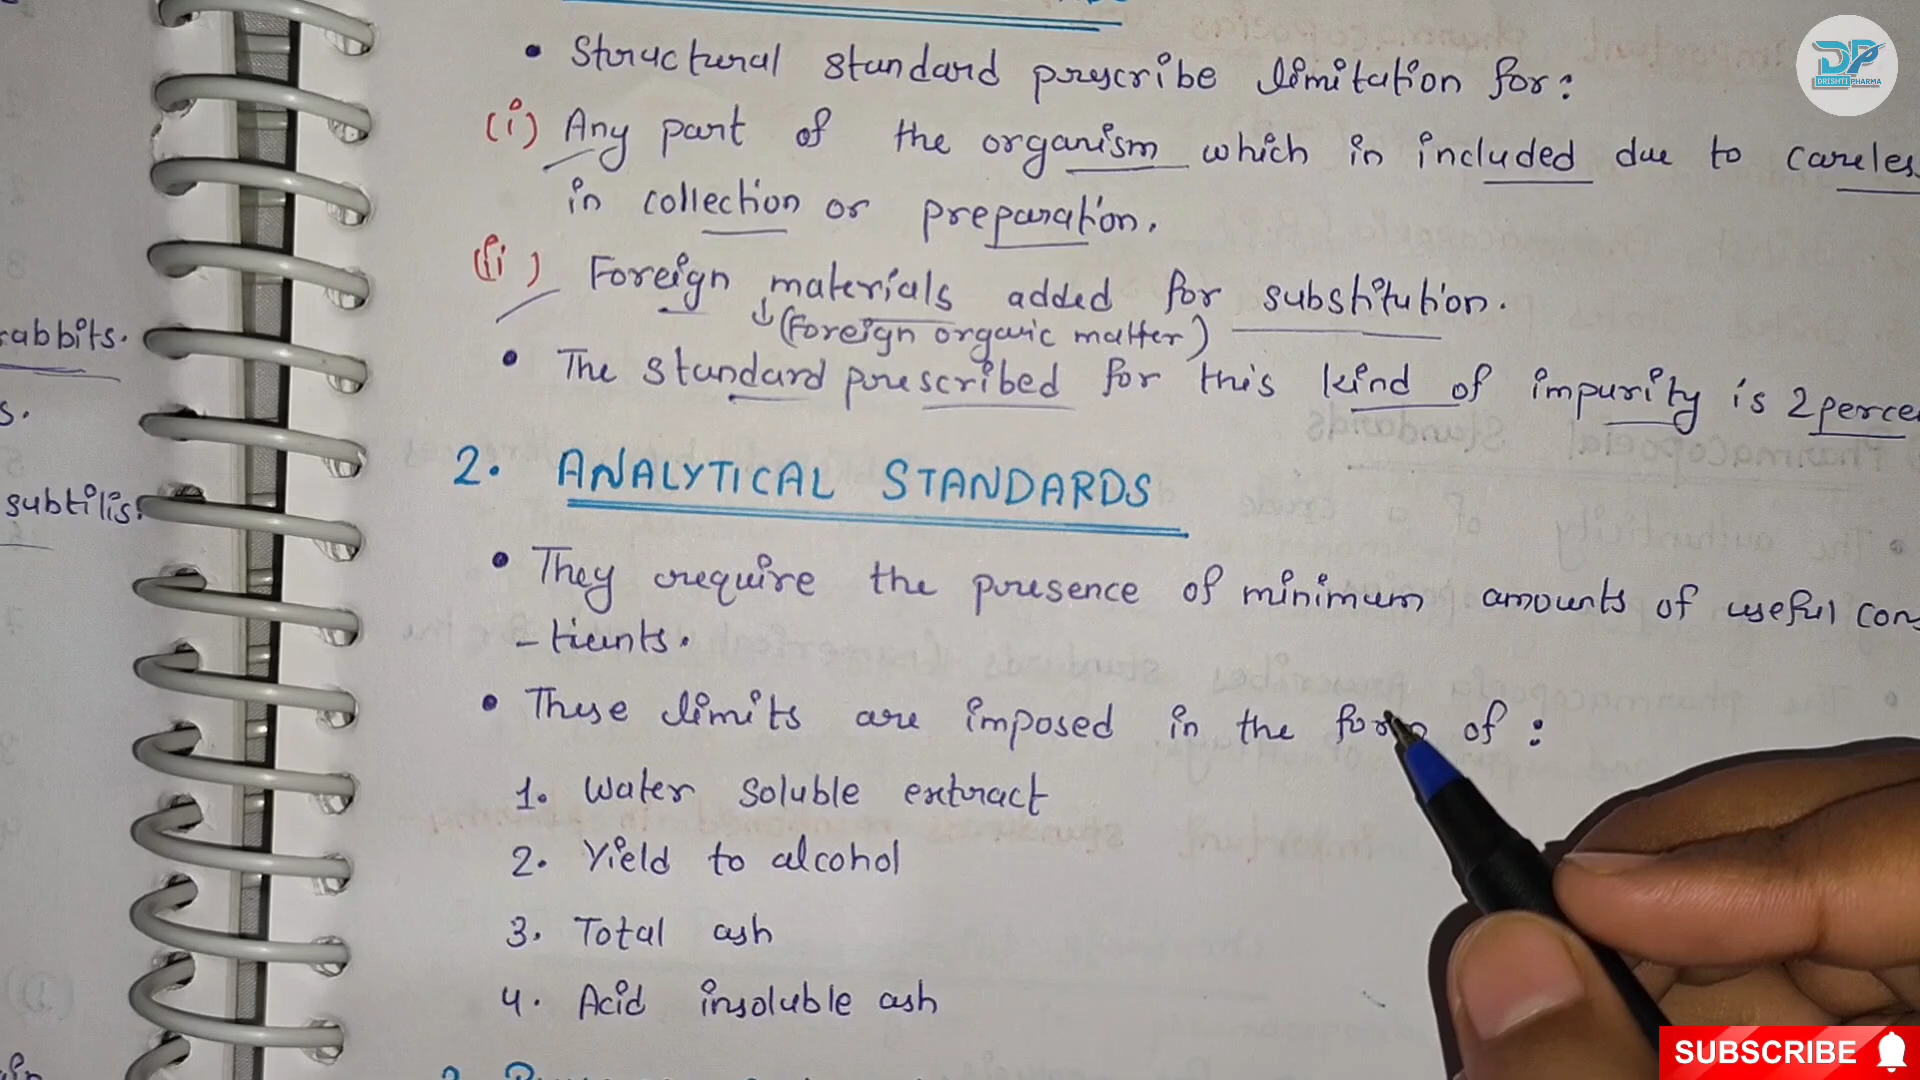 • Structural standard prescribe limitation for:
(i) Any part of the organism which in included due to careles
in collection or preparation.
(ii) Foreign materials added for substitution.
↓ (Foreign organic matter)
• The standard prescribed for this kind of impurity is 2 perce
2. ANALYTICAL STANDARDS
• They require the presence of minimum amounts of useful cons
- tients.
• These limits are imposed in the form of :
1. Water soluble extract
2. Yield to alcohol
3. Total ash
4. Acid insoluble ash
rabbits.
s.
subtilis.
DP
DRISHTI PHARMA
SUBSCRIBE